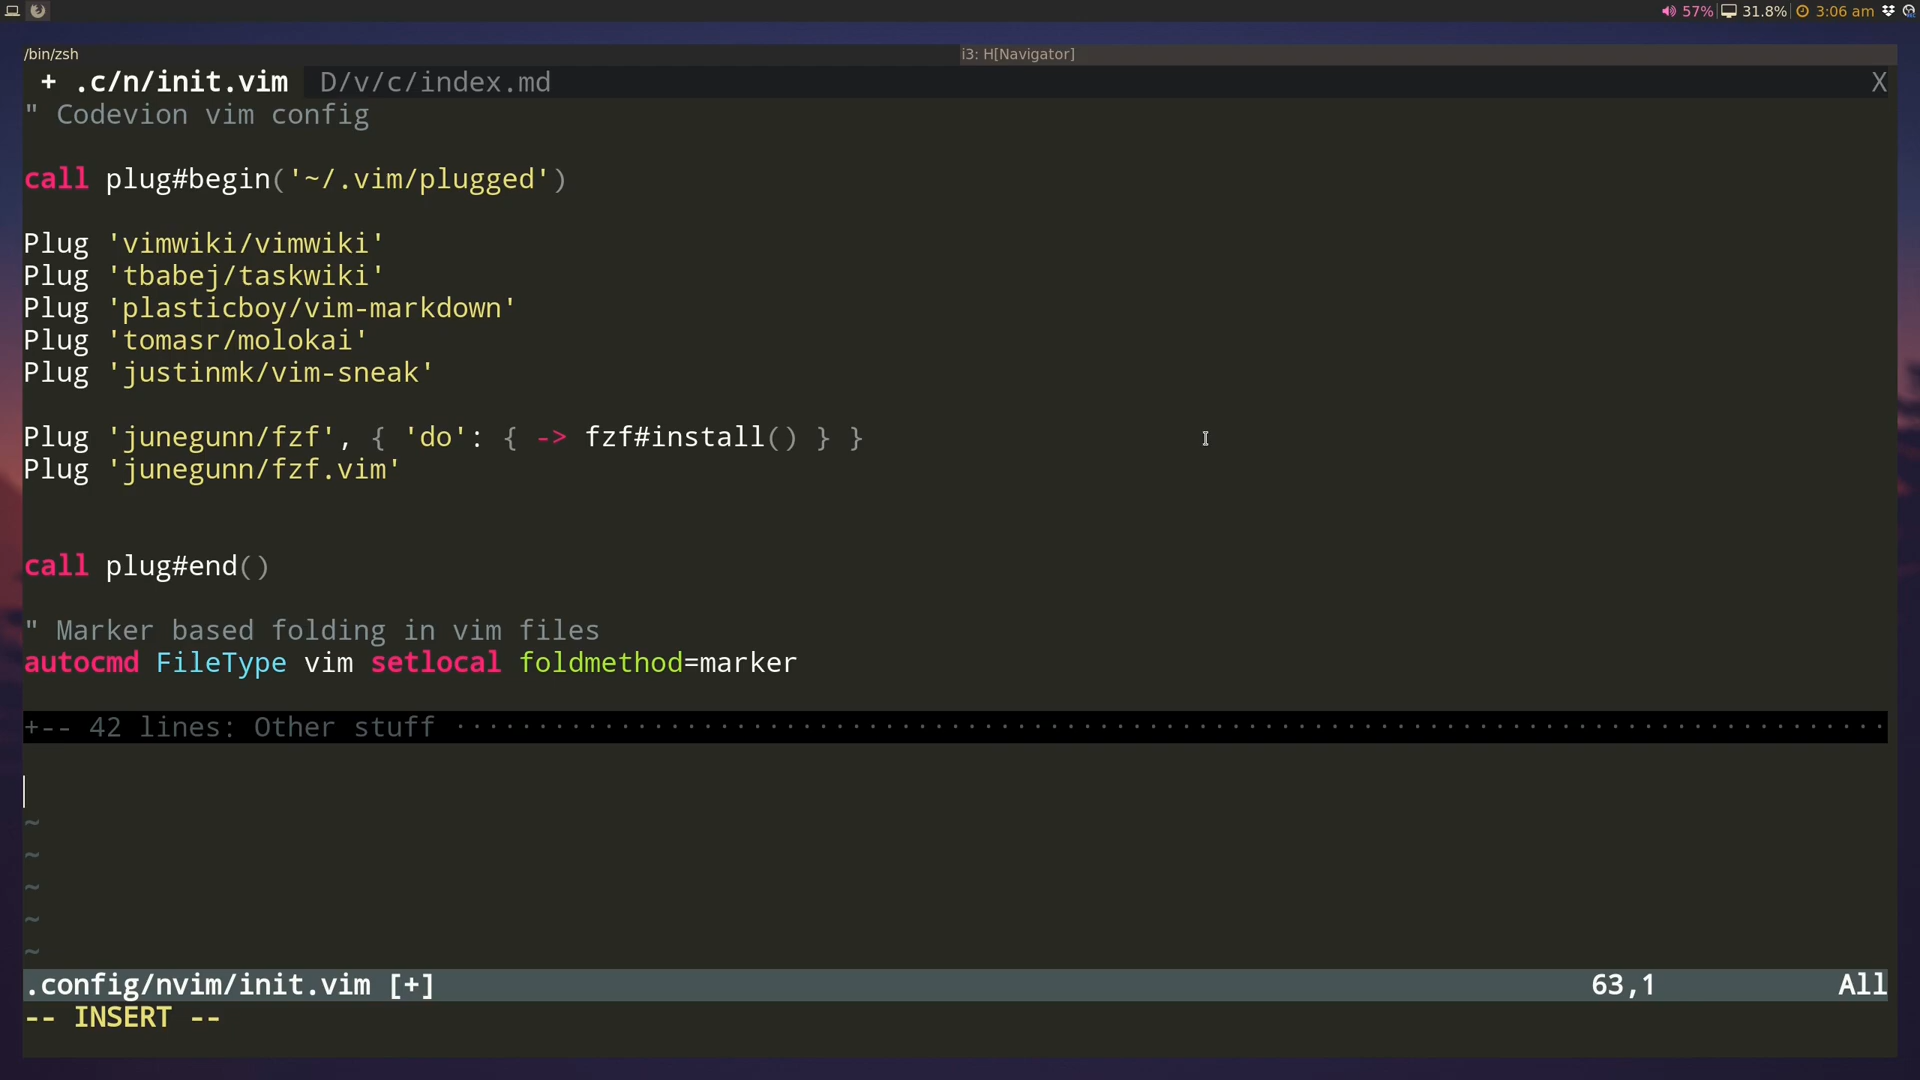 57% 31.8% 3:06 am
/bin/zsh i3: H[Navigator]
+ .c/n/init.vim D/v/c/index.md X
" Codevion vim config
call plug#begin('~/.vim/plugged')
Plug 'vimwiki/vimwiki'
Plug 'tbabej/taskwiki'
Plug 'plasticboy/vim-markdown'
Plug 'tomasr/molokai'
Plug 'justinmk/vim-sneak'
Plug 'junegunn/fzf', { 'do': { -> fzf#install() } }
Plug 'junegunn/fzf.vim'
call plug#end()
" Marker based folding in vim files
autocmd FileType vim setlocal foldmethod=marker
+-- 42 lines: Other stuff ·······························································································
~
~
~
~
~
.config/nvim/init.vim [+] 63,1 All
-- INSERT --